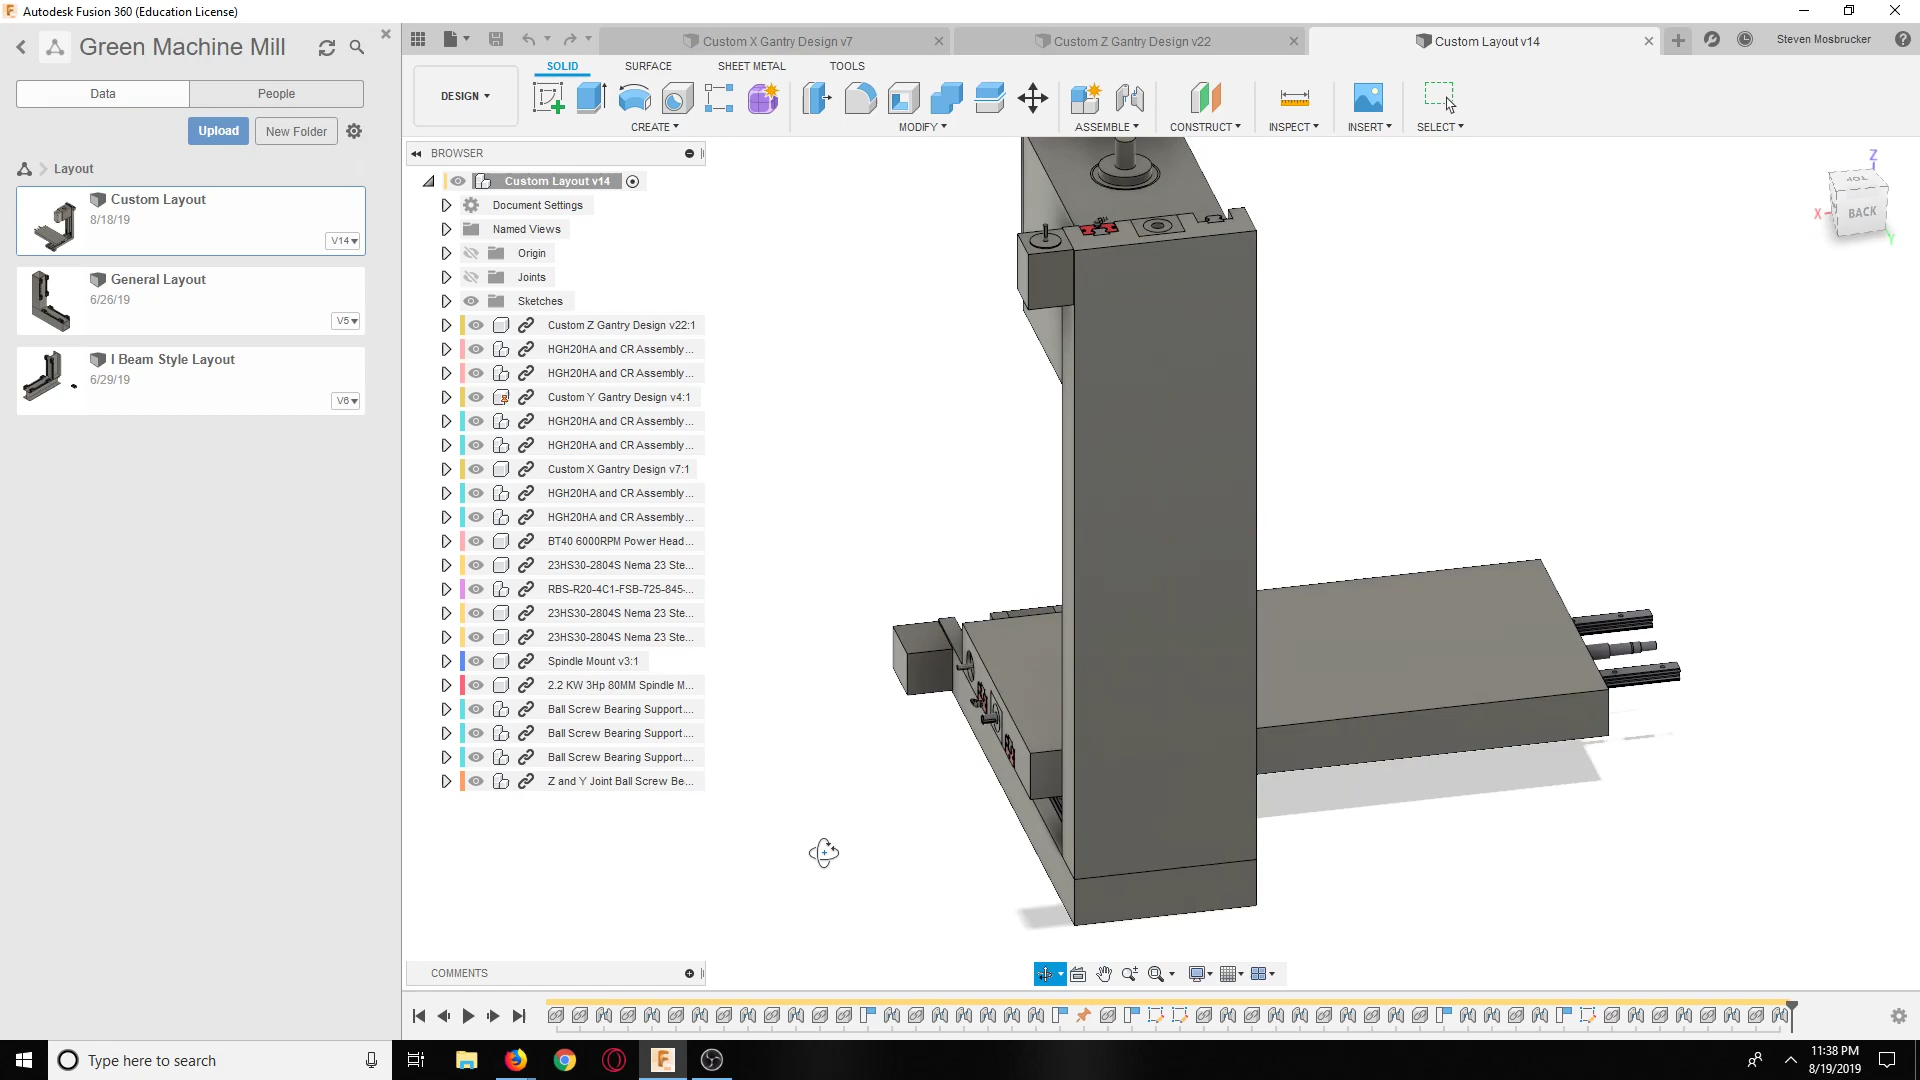 Autodesk Fusion 360 (Education License)
Green Machine Mill
Data
People
Upload
New Folder
Layout
Custom Layout
8/18/19
V14
General Layout
6/26/19
V5
I Beam Style Layout
6/29/19
V6
Custom X Gantry Design v7
Custom Z Gantry Design v22
Custom Layout v14
Steven Mosbrucker
SOLID
SURFACE
SHEET METAL
TOOLS
DESIGN
CREATE
MODIFY
ASSEMBLE
CONSTRUCT
INSPECT
INSERT
SELECT
BROWSER
Custom Layout v14
Document Settings
Named Views
Origin
Joints
Sketches
Custom Z Gantry Design v22:1
HGH20HA and CR Assembly...
HGH20HA and CR Assembly...
Custom Y Gantry Design v4:1
HGH20HA and CR Assembly...
HGH20HA and CR Assembly...
Custom X Gantry Design v7:1
HGH20HA and CR Assembly...
HGH20HA and CR Assembly...
BT40 6000RPM Power Head...
23HS30-2804S Nema 23 Ste...
RBS-R20-4C1-FSB-725-845-...
23HS30-2804S Nema 23 Ste...
23HS30-2804S Nema 23 Ste...
Spindle Mount v3:1
2.2 KW 3Hp 80MM Spindle M...
Ball Screw Bearing Support....
Ball Screw Bearing Support....
Ball Screw Bearing Support....
Z and Y Joint Ball Screw Be...
Z
TOP
X
BACK
Y
COMMENTS
Type here to search
11:38 PM
8/19/2019